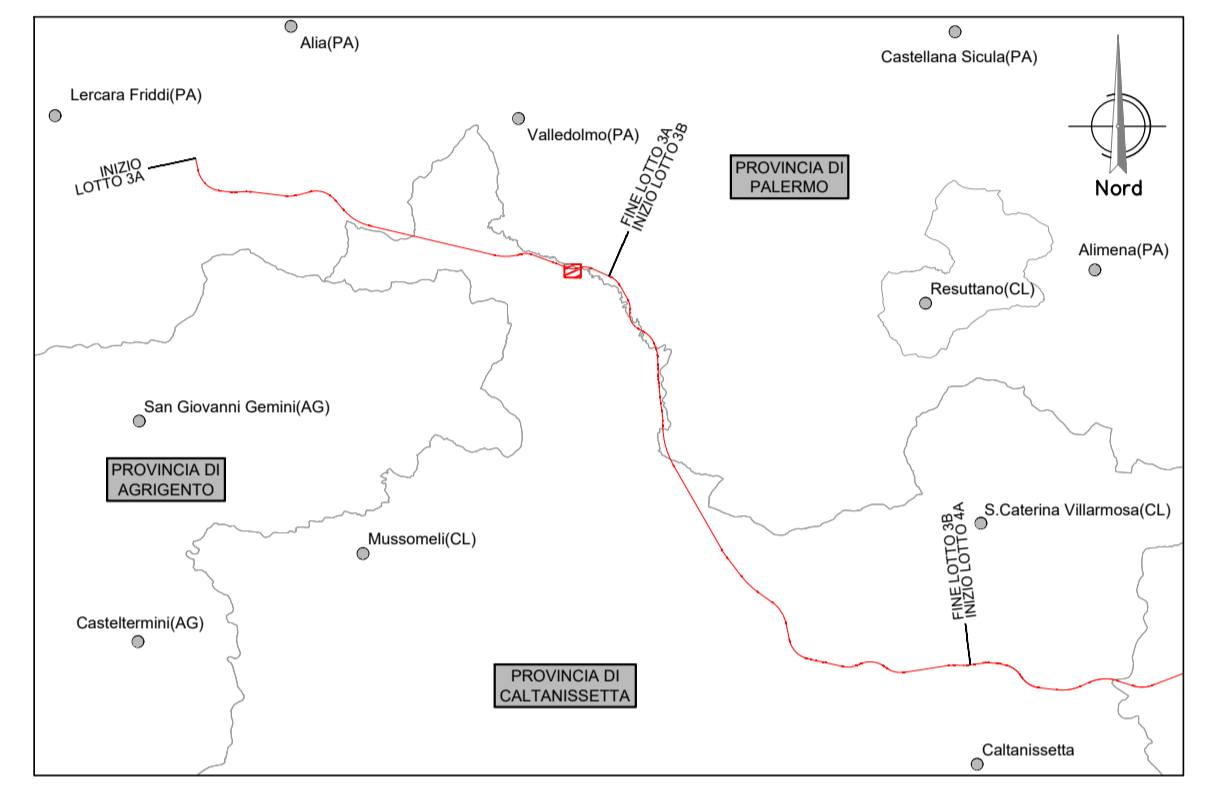 Alia(PA)
Castellana Sicula(PA)
Lercara Friddi(PA)
Valledolmo(PA)
INIZIO
LOTTO 3A
FINE LOTTO 3A
INIZIO LOTTO 3B
PROVINCIA DI
PALERMO
Nord
Alimena(PA)
Resuttano(CL)
San Giovanni Gemini(AG)
PROVINCIA DI
AGRIGENTO
S.Caterina Villarmosa(CL)
FINE LOTTO 3B
INIZIO LOTTO 4A
Mussomeli(CL)
Casteltermini(AG)
PROVINCIA DI
CALTANISSETTA
Caltanissetta